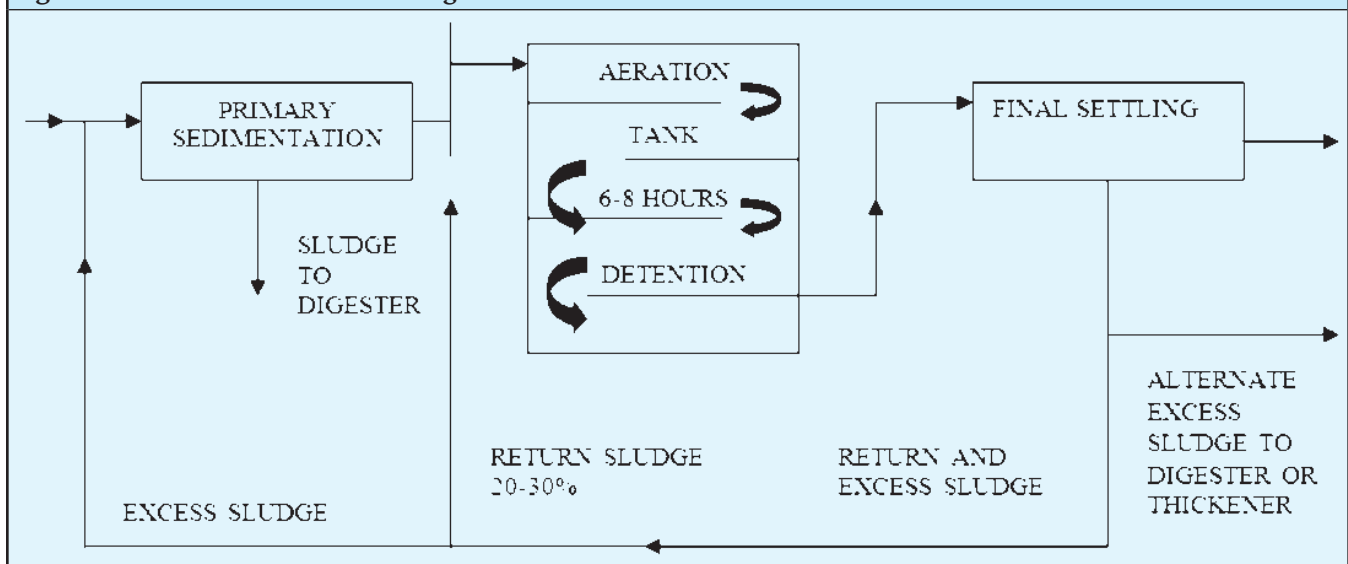 AERATION
PRIMARY
SEDIMENTATION
FINAL SETTLING
TANK
6-8 HOURS
SLUDGE
TO
DIGESTER
DETENTION
ALTERNATE
EXCESS
SLUDGE TO
DIGESTER OR
THICKENER
RETURN SLUDGE
20-30%
RETURN AND
EXCESS SLUDGE
EXCESS SLUDGE